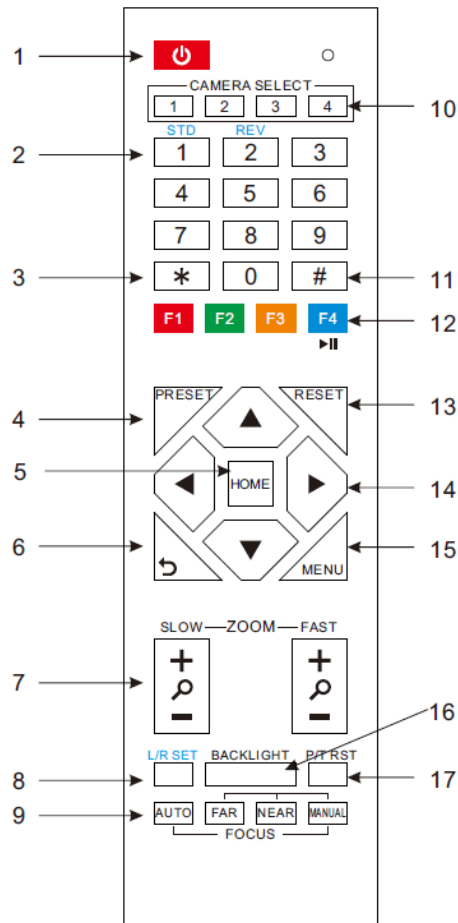 1
CAMERA SELECT
1 2 3 4 10
STD REV
2 1 2 3
4 5 6
7 8 9
3 * 0 # 11
F1 F2 F3 F4 12
PRESET RESET 13
4
5 HOME 14
6 MENU 15
SLOW ZOOM FAST
+ +
7
- -
16
L/R SET BACKLIGHT P/T RST
8 17
9 AUTO FAR NEAR MANUAL
FOCUS